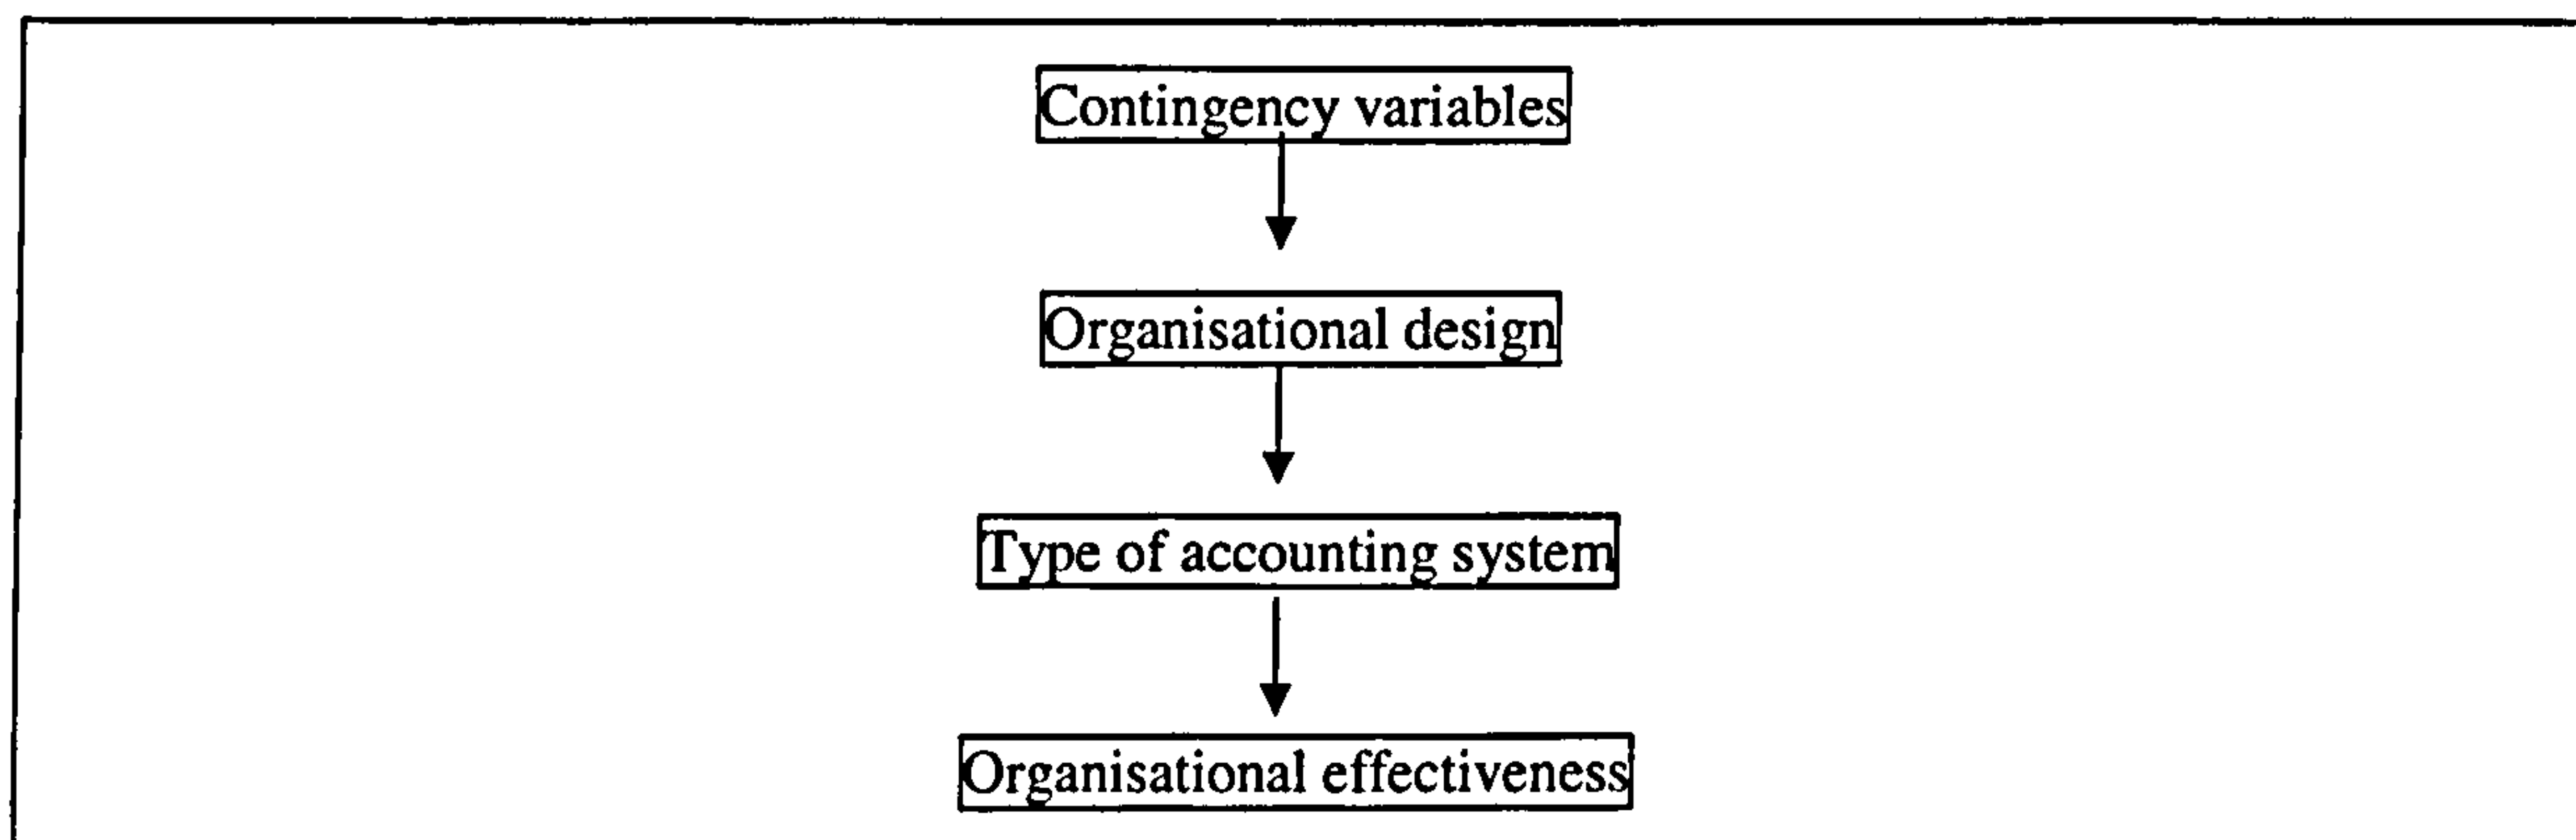 Contingency variables
Organisational design
Type of accounting system
Organisational effectiveness